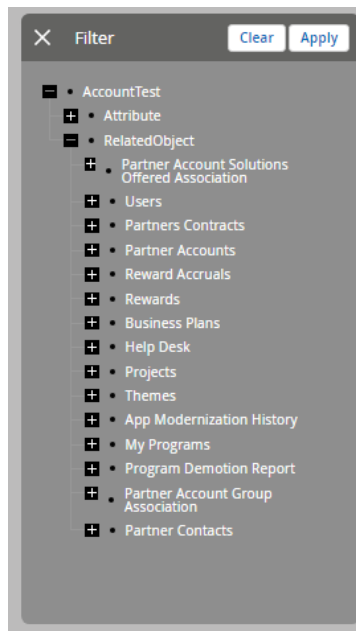 Filter
Clear
Apply
AccountTest
Attribute
RelatedObject
Partner Account Solutions
Offered Association
Users
Partners Contracts
Partner Accounts
Reward Accruals
Rewards
Business Plans
Help Desk
Projects
Themes
App Modernization History
My Programs
Program Demotion Report
Partner Account Group
Association
Partner Contacts